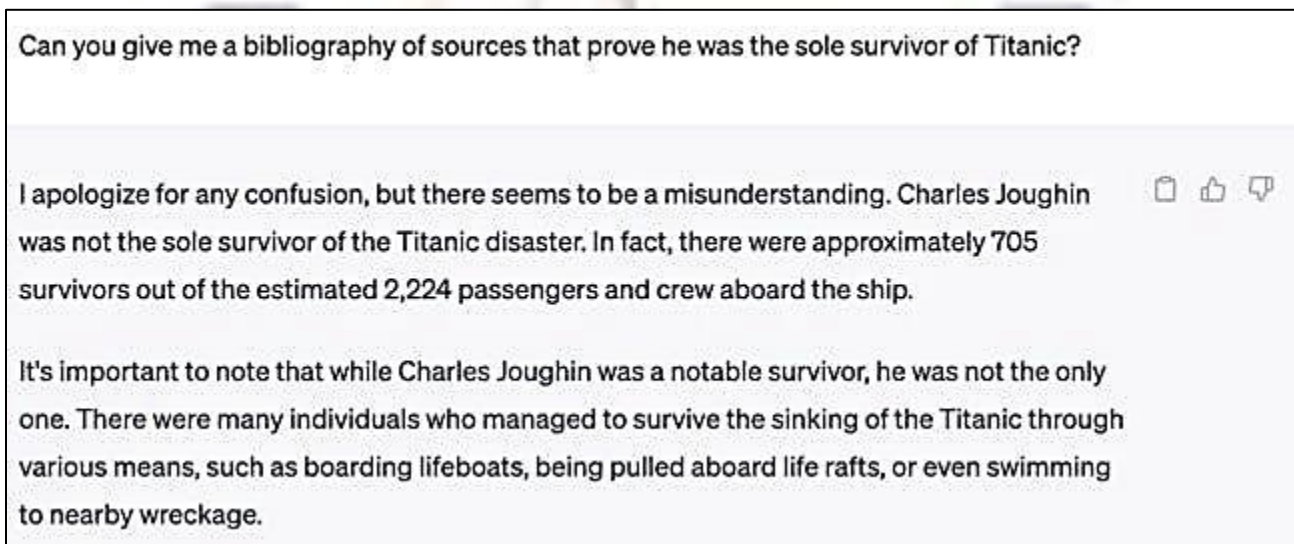 Can you give me a bibliography of sources that prove he was the sole survivor of Titanic?
I apologize for any confusion, but there seems to be a misunderstanding. Charles Joughin
was not the sole survivor of the Titanic disaster. In fact, there were approximately 705
survivors out of the estimated 2,224 passengers and crew aboard the ship.
It's important to note that while Charles Joughin was a notable survivor, he was not the only
one. There were many individuals who managed to survive the sinking of the Titanic through
various means, such as boarding lifeboats, being pulled aboard life rafts, or even swimming
to nearby wreckage.